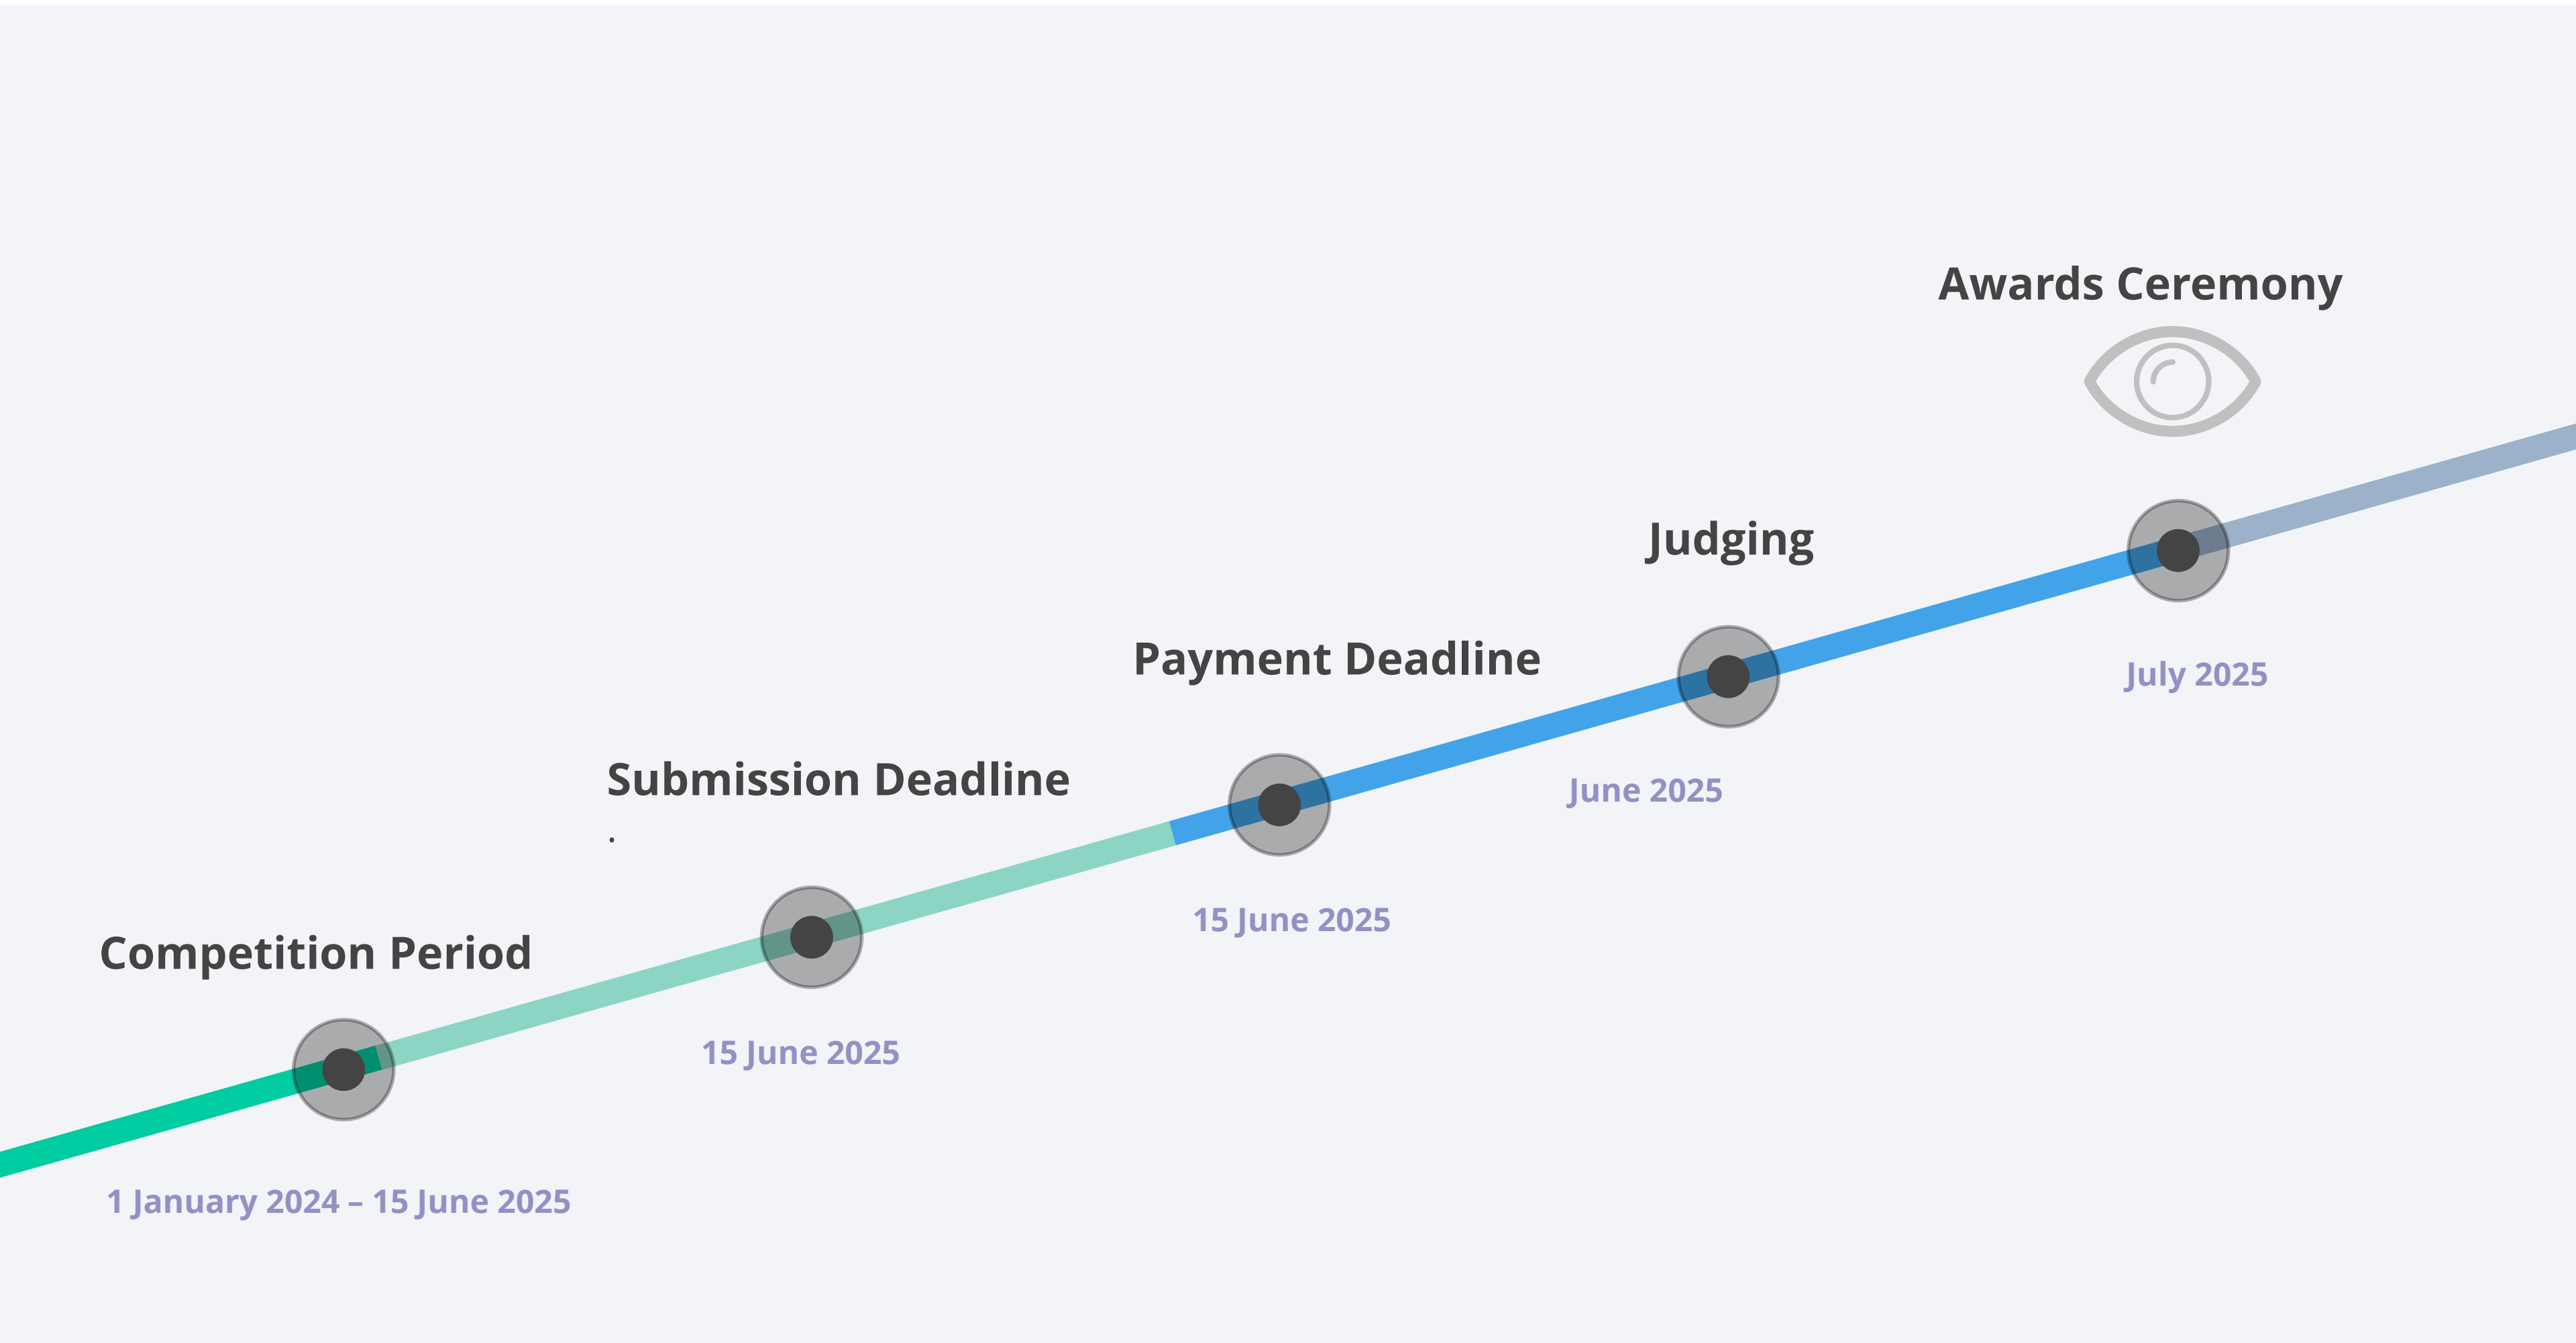 Competition Period
1 January 2024 – 15 June 2025
Submission Deadline
.
15 June 2025
Payment Deadline
15 June 2025
Judging
June 2025
Awards Ceremony
July 2025